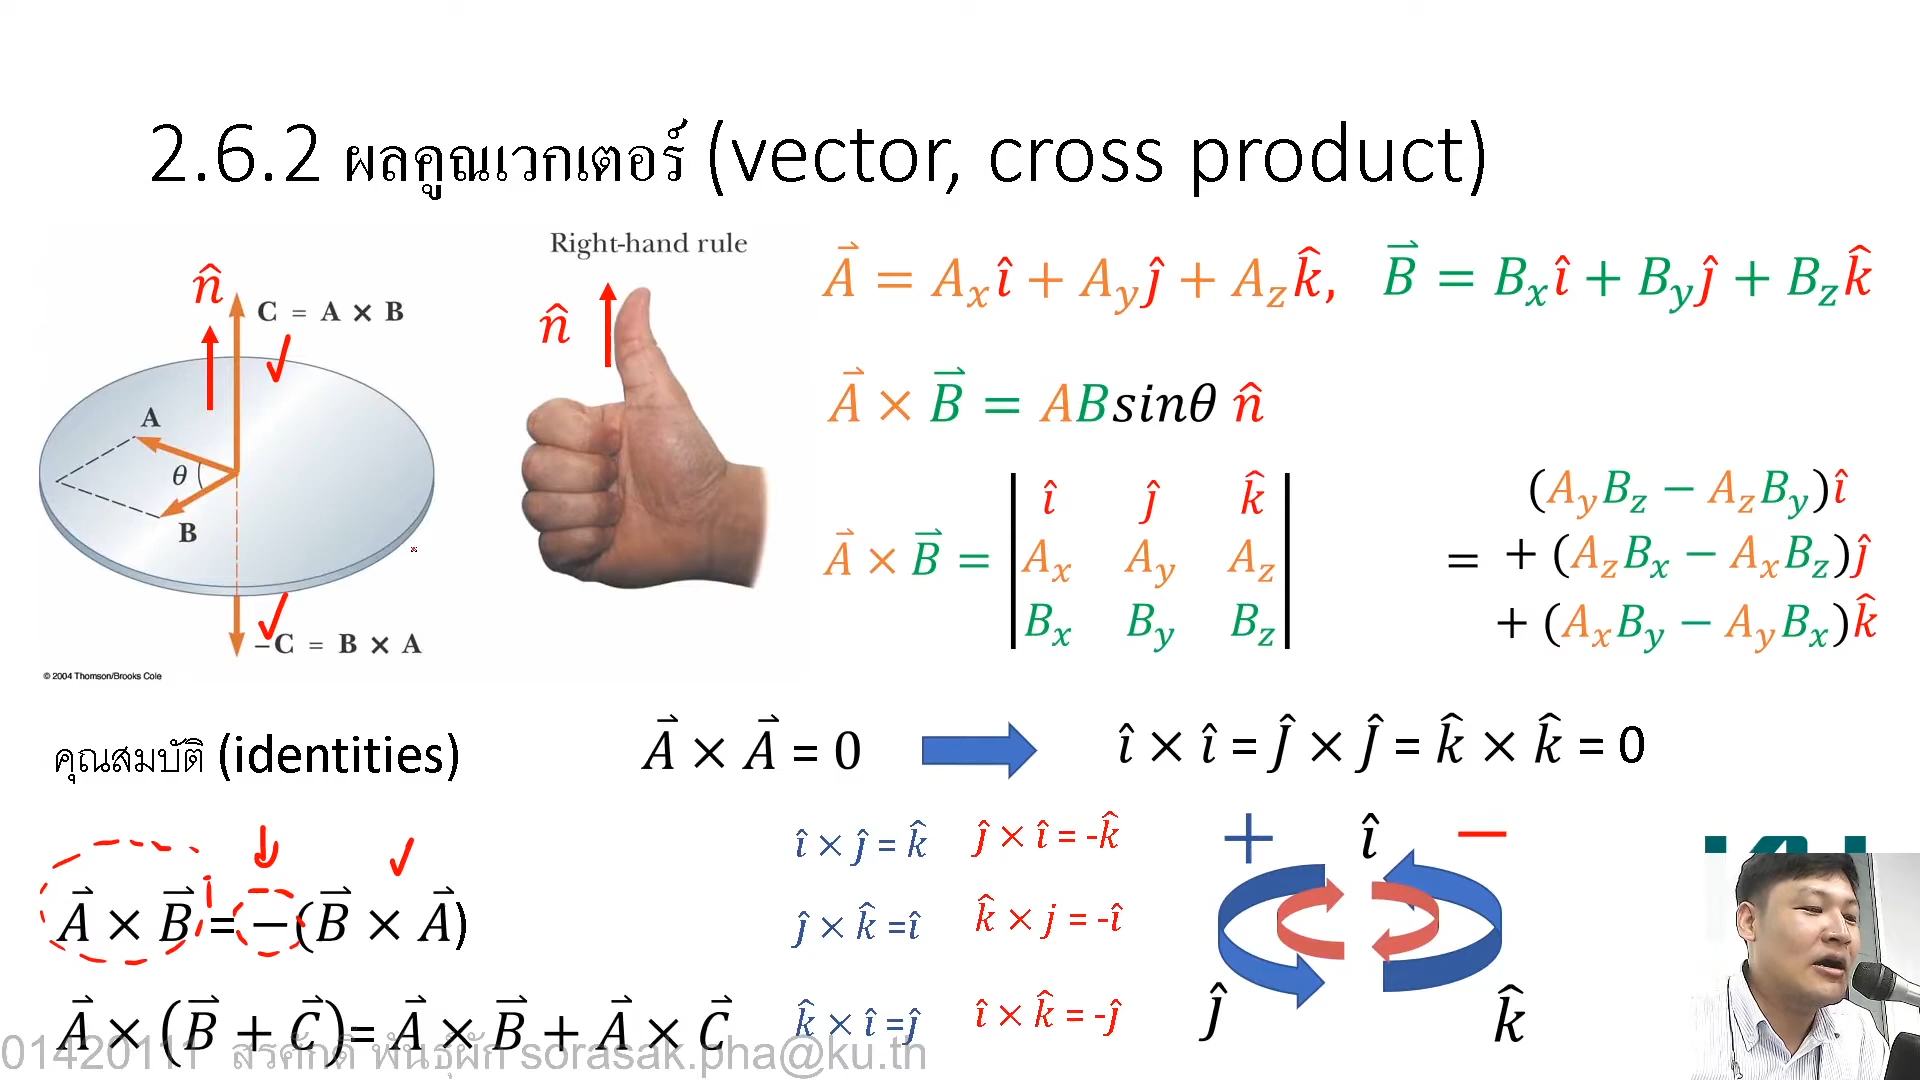 2.6.2 ผลคูณเวกเตอร์ (vector, cross product)
n̂
C = A × B
A
θ
B
−C = B × A
© 2004 Thomson/Brooks Cole
Right-hand rule
n̂
A⃗ = Aₓî + A_yĵ + A_zk̂, B⃗ = Bₓî + B_yĵ + B_zk̂
A⃗ × B⃗ = ABsinθ n̂
A⃗ × B⃗ = | î ĵ k̂ |
| Aₓ A_y A_z |
| Bₓ B_y B_z |
(A_yB_z − A_zB_y)î
= + (A_zBₓ − AₓB_z)ĵ
+ (AₓB_y − A_yBₓ)k̂
คุณสมบัติ (identities)
A⃗ × A⃗ = 0
î × î = Ĵ × Ĵ = k̂ × k̂ = 0
A⃗ × B⃗ = −(B⃗ × A⃗)
A⃗ × (B⃗ + C⃗)= A⃗ × B⃗ + A⃗ × C⃗
î × ĵ = k̂
ĵ × k̂ =î
k̂ × î =ĵ
ĵ × î = -k̂
k̂ × j = -î
î × k̂ = -ĵ
+ î −
ĵ k̂
01420111 สรศักดิ์ พันธุ์ผัก sorasak.pha@ku.th